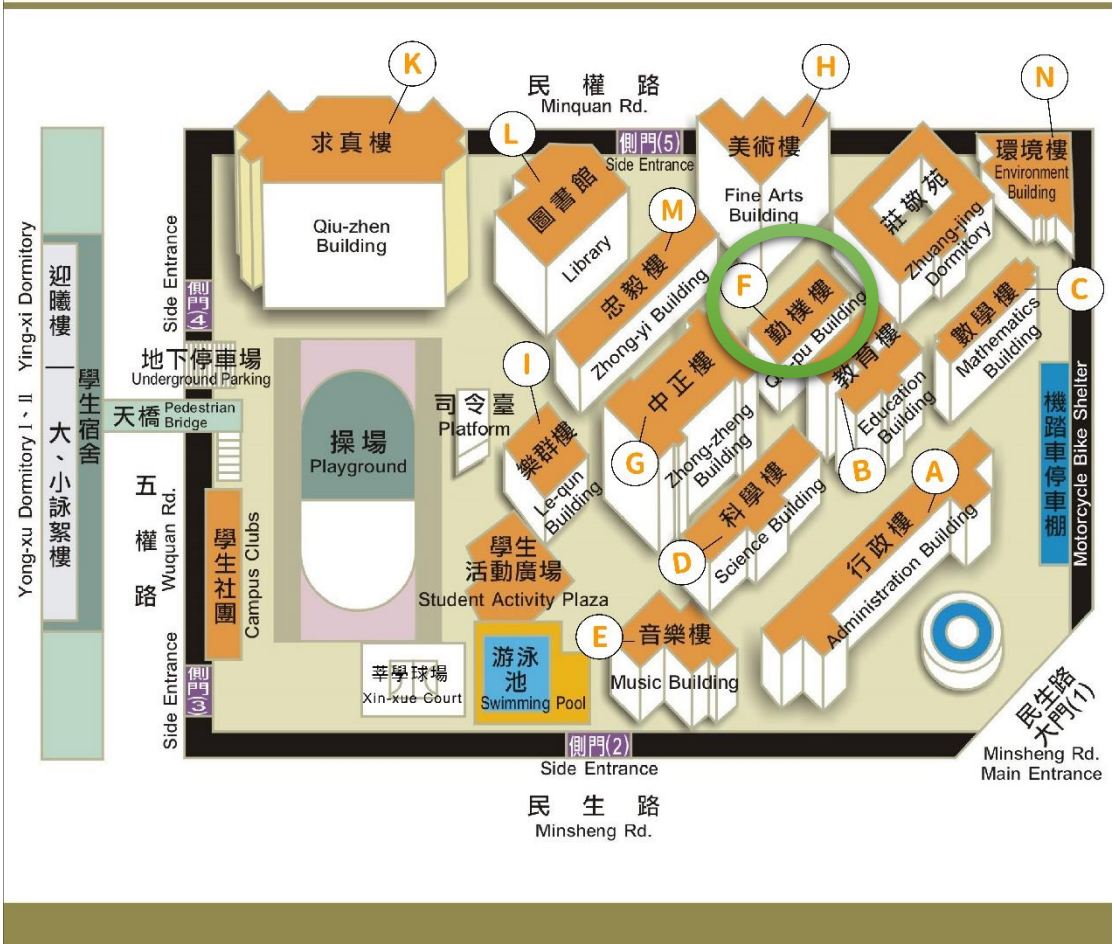 K
H
N
民權路
Minquan Rd.
求真樓
Qiu-zhen
Building
L
圖書館
Library
側門(5)
Side Entrance
美術樓
Fine Arts
Building
莊敬苑
Zhuang-jing
Dormitory
環境樓
Environment
Building
M
忠毅樓
Zhong-yi Building
F
勤樸樓
Building
C
數學樓
Mathematics
Building
Side Entrance
側門(4)
迎曦樓
大、小詠絮樓
學生宿舍
Ying-xi Dormitory
Yong-xu Dormitory I、II
地下停車場
Underground Parking
天橋
Pedestrian
Bridge
操場
Playground
司令臺
Platform
I
樂群樓
Le-qun
Building
中正樓
Zhong-zheng
Building
G
教育樓
Education
Building
B
A
機踏車停車棚
Motorcycle Bike Shelter
五權路
Wuquan Rd.
學生社團
Campus Clubs
學生
活動廣場
Student Activity Plaza
科學樓
Science Building
D
行政樓
Administration Building
E
音樂樓
Music Building
Side Entrance
側門(3)
莘學球場
Xin-xue Court
游泳
池
Swimming Pool
側門(2)
Side Entrance
民生路
Minsheng Rd.
民生路
大門(1)
Minsheng Rd.
Main Entrance